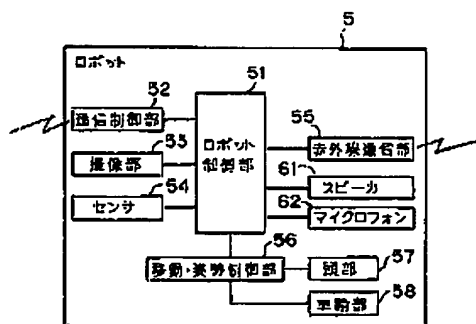 5
ロボット
51
52
通信制御部
53
撮像部
54
センサ
ロボット
制御部
55
赤外線通信部
61
スピーカ
62
マイクロフォン
56
移動・姿勢制御部
頭部
57
車輪部
58